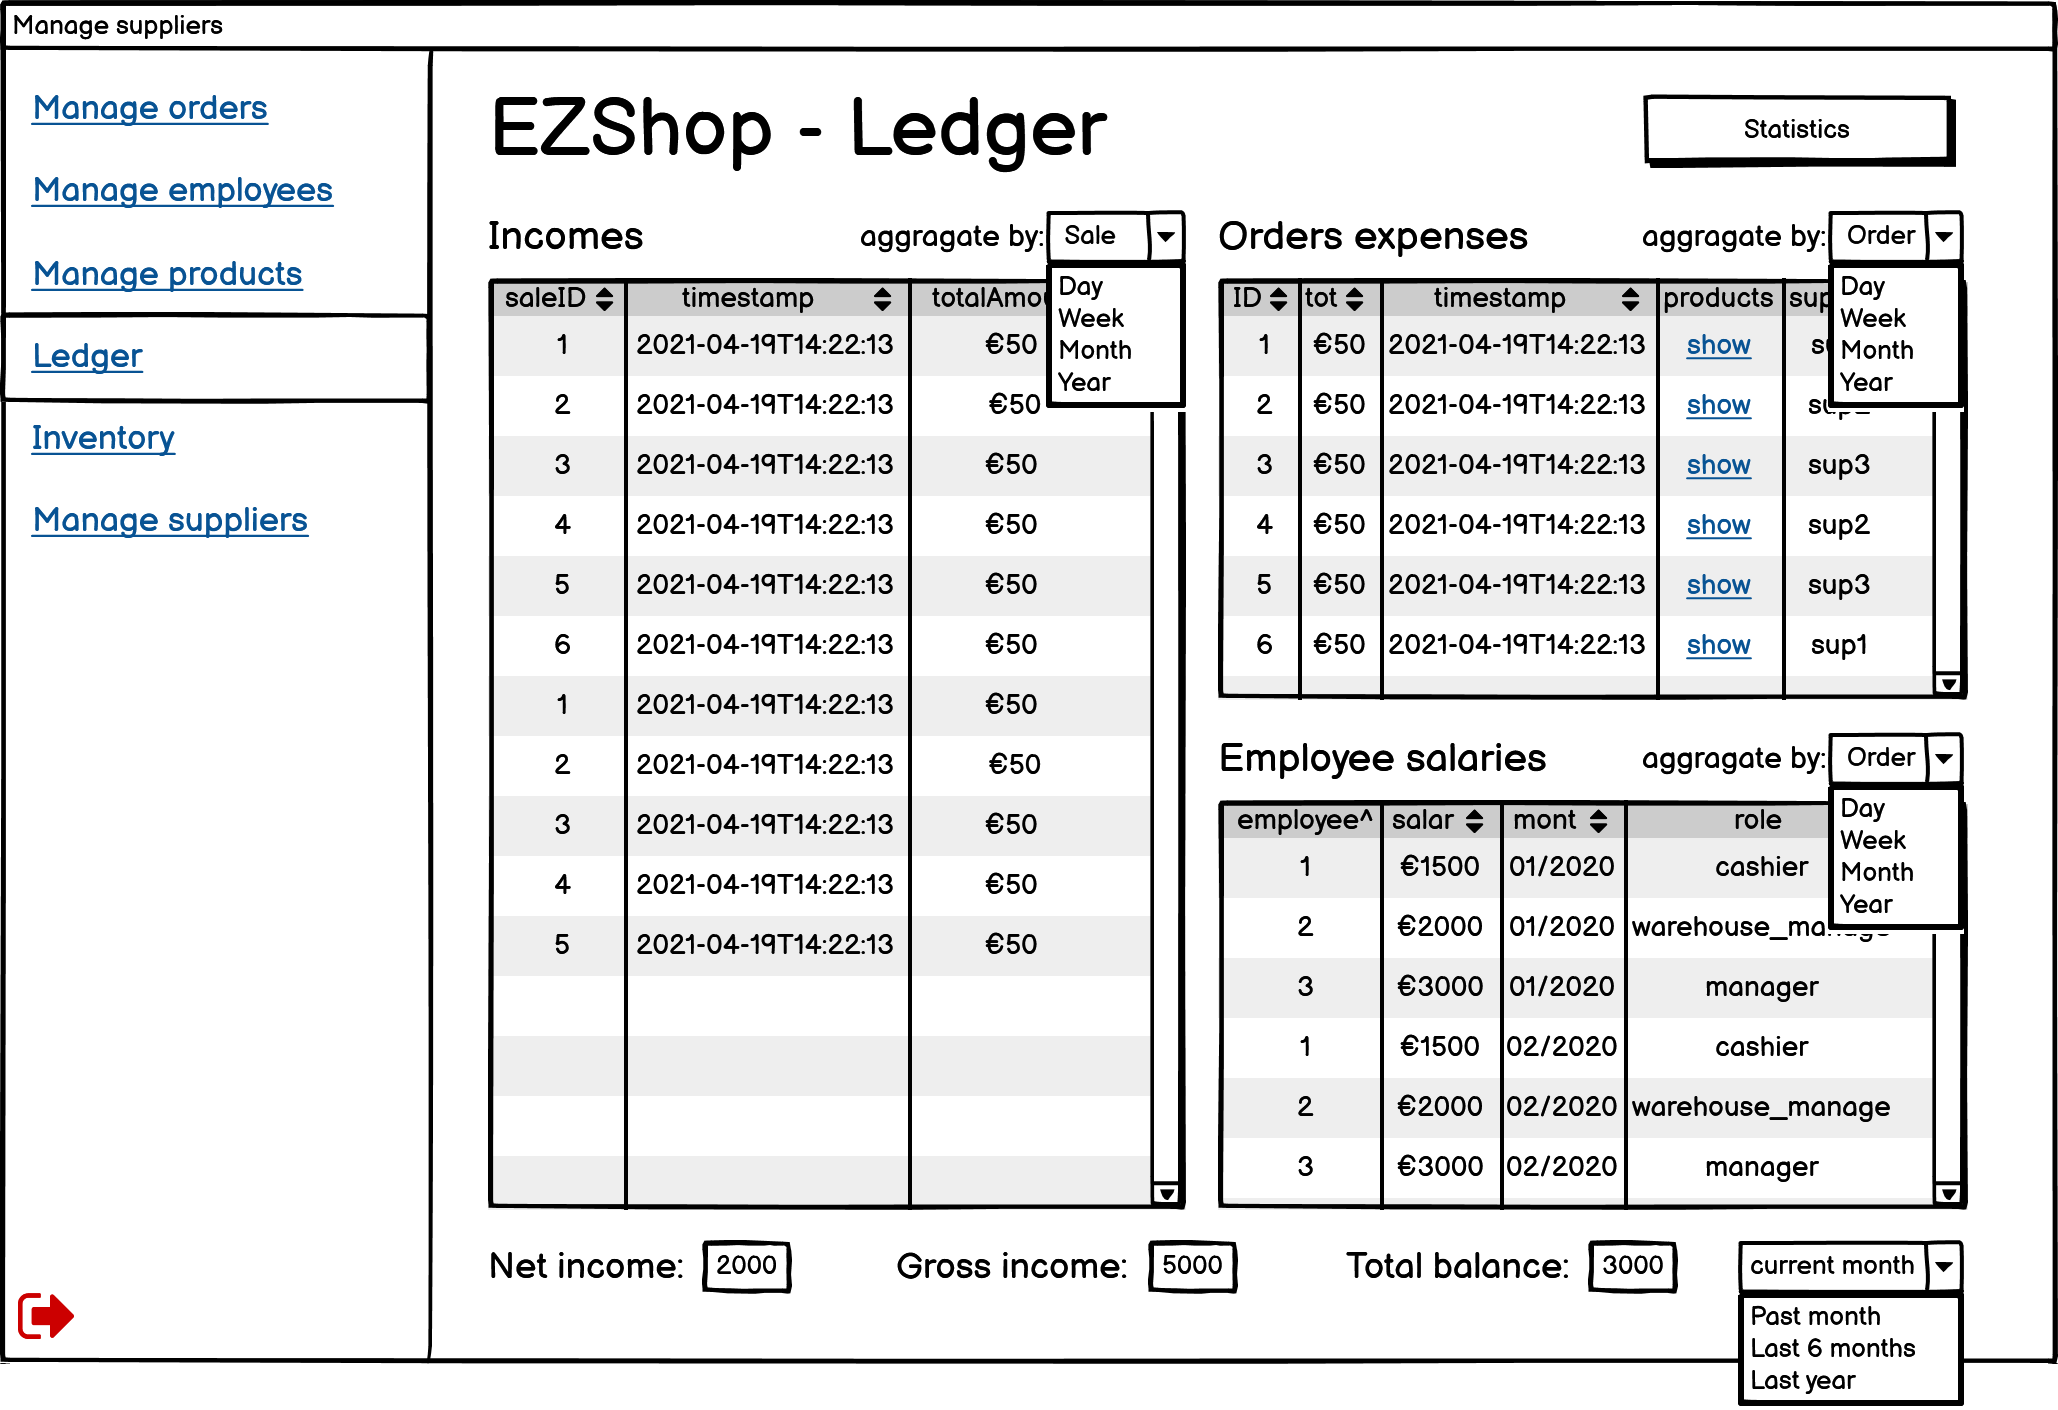 Manage suppliers
Manage orders
Manage employees
Manage products
Ledger
Inventory
Manage suppliers
EZShop - Ledger
Statistics
Incomes aggragate by: Sale
Day
Week
Month
Year
saleID timestamp totalAmo
1 2021-04-19T14:22:13 €50
2 2021-04-19T14:22:13 €50
3 2021-04-19T14:22:13 €50
4 2021-04-19T14:22:13 €50
5 2021-04-19T14:22:13 €50
6 2021-04-19T14:22:13 €50
1 2021-04-19T14:22:13 €50
2 2021-04-19T14:22:13 €50
3 2021-04-19T14:22:13 €50
4 2021-04-19T14:22:13 €50
5 2021-04-19T14:22:13 €50
Orders expenses aggragate by: Order
Day
Week
Month
Year
ID tot timestamp products sup
1 €50 2021-04-19T14:22:13 show
2 €50 2021-04-19T14:22:13 show sup2
3 €50 2021-04-19T14:22:13 show sup3
4 €50 2021-04-19T14:22:13 show sup2
5 €50 2021-04-19T14:22:13 show sup3
6 €50 2021-04-19T14:22:13 show sup1
Employee salaries aggragate by: Order
Day
Week
Month
Year
employee^ salar mont role
1 €1500 01/2020 cashier
2 €2000 01/2020 warehouse_manage
3 €3000 01/2020 manager
1 €1500 02/2020 cashier
2 €2000 02/2020 warehouse_manage
3 €3000 02/2020 manager
Net income: 2000 Gross income: 5000 Total balance: 3000 current month
Past month
Last 6 months
Last year